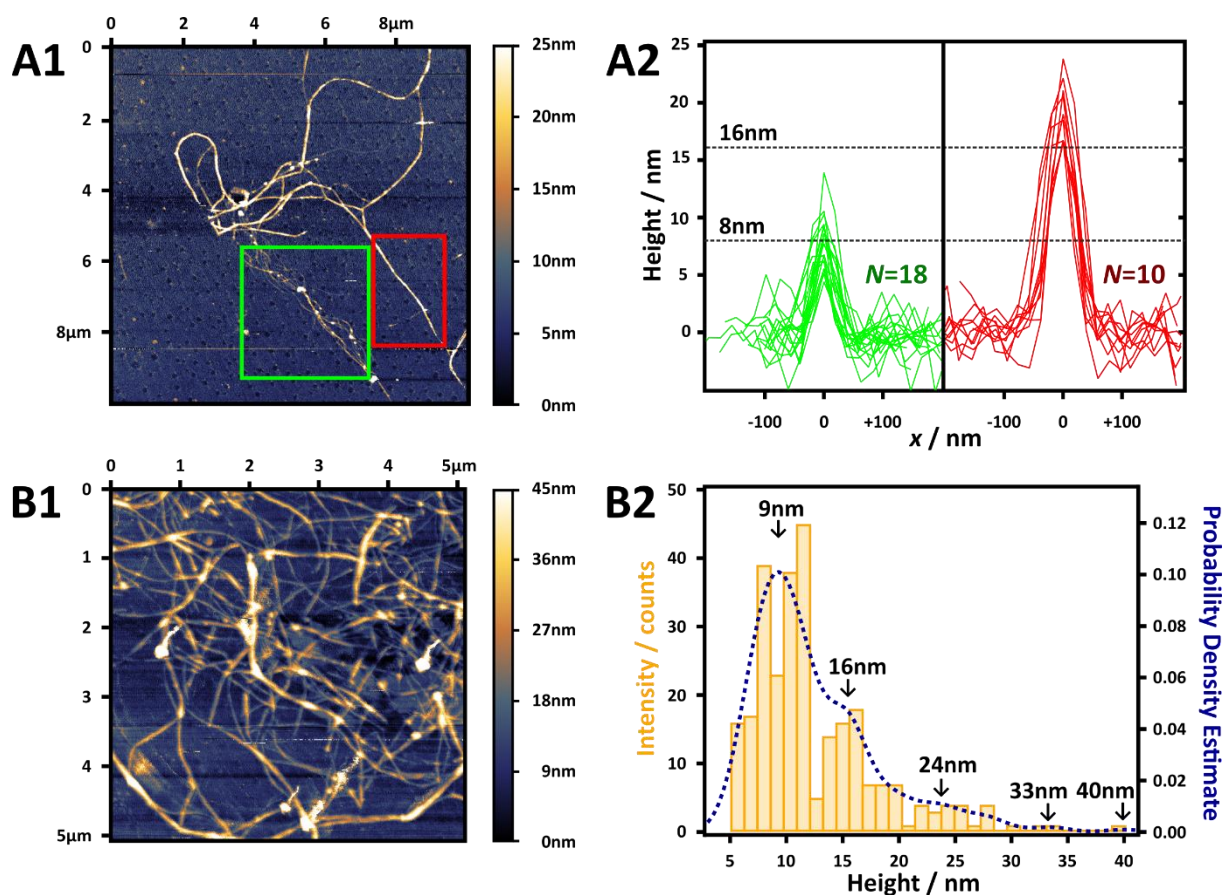 A1
0 2 4 6 8µm
0
2
4
6
8µm
25nm
20nm
15nm
10nm
5nm
0nm
A2
Height / nm
25
20
15
10
5
0
16nm
8nm
N=18
N=10
-100 0 +100 -100 0 +100
x / nm
B1
0 1 2 3 4 5µm
0
1
2
3
4
5µm
45nm
36nm
27nm
18nm
9nm
0nm
B2
Intensity / counts
50
40
30
20
10
0
9nm
16nm
24nm
33nm
40nm
0.12
0.10
0.08
0.06
0.04
0.02
0.00
Probability Density
Estimate
5 10 15 20 25 30 35 40
Height / nm